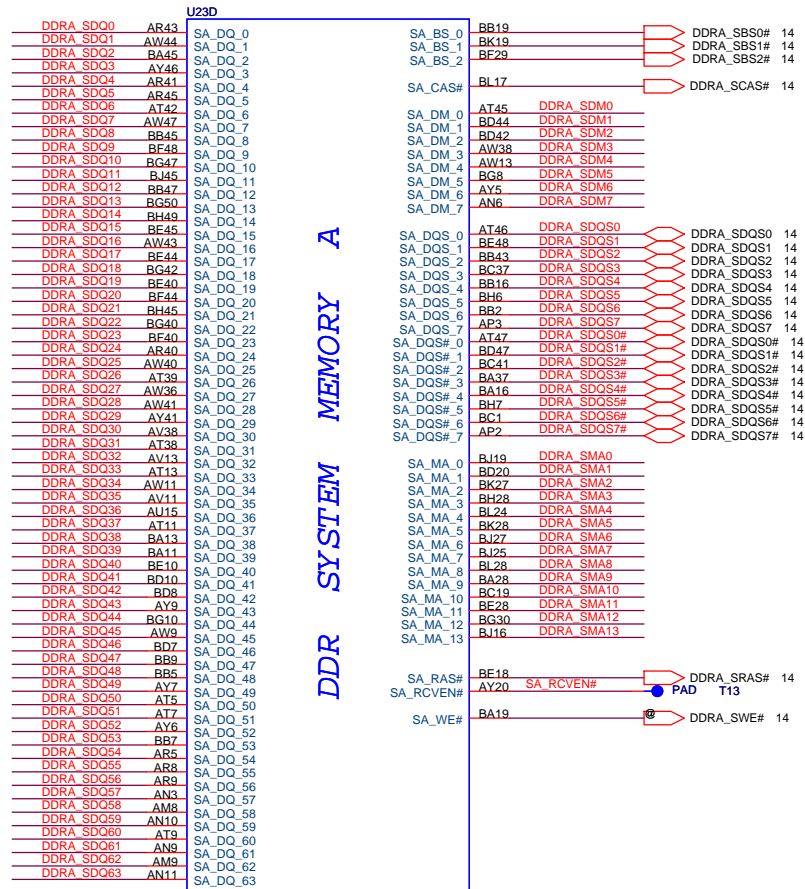 U23D
DDRA_SDQ0 AR43 SA_DQ_0
DDRA_SDQ1 AW44 SA_DQ_1
DDRA_SDQ2 BA45 SA_DQ_2
DDRA_SDQ3 AY46 SA_DQ_3
DDRA_SDQ4 AR41 SA_DQ_4
DDRA_SDQ5 AR45 SA_DQ_5
DDRA_SDQ6 AT42 SA_DQ_6
DDRA_SDQ7 AW47 SA_DQ_7
DDRA_SDQ8 BB45 SA_DQ_8
DDRA_SDQ9 BF48 SA_DQ_9
DDRA_SDQ10 BG47 SA_DQ_10
DDRA_SDQ11 BJ45 SA_DQ_11
DDRA_SDQ12 BB47 SA_DQ_12
DDRA_SDQ13 BG50 SA_DQ_13
DDRA_SDQ14 BH49 SA_DQ_14
DDRA_SDQ15 BE45 SA_DQ_15
DDRA_SDQ16 AW43 SA_DQ_16
DDRA_SDQ17 BE44 SA_DQ_17
DDRA_SDQ18 BG42 SA_DQ_18
DDRA_SDQ19 BE40 SA_DQ_19
DDRA_SDQ20 BF44 SA_DQ_20
DDRA_SDQ21 BH45 SA_DQ_21
DDRA_SDQ22 BG40 SA_DQ_22
DDRA_SDQ23 BF40 SA_DQ_23
DDRA_SDQ24 AR40 SA_DQ_24
DDRA_SDQ25 AW40 SA_DQ_25
DDRA_SDQ26 AT39 SA_DQ_26
DDRA_SDQ27 AW36 SA_DQ_27
DDRA_SDQ28 AW41 SA_DQ_28
DDRA_SDQ29 AY41 SA_DQ_29
DDRA_SDQ30 AV38 SA_DQ_30
DDRA_SDQ31 AT38 SA_DQ_31
DDRA_SDQ32 AV13 SA_DQ_32
DDRA_SDQ33 AT13 SA_DQ_33
DDRA_SDQ34 AW11 SA_DQ_34
DDRA_SDQ35 AV11 SA_DQ_35
DDRA_SDQ36 AU15 SA_DQ_36
DDRA_SDQ37 AT11 SA_DQ_37
DDRA_SDQ38 BA13 SA_DQ_38
DDRA_SDQ39 BA11 SA_DQ_39
DDRA_SDQ40 BE10 SA_DQ_40
DDRA_SDQ41 BD10 SA_DQ_41
DDRA_SDQ42 BD8 SA_DQ_42
DDRA_SDQ43 AY9 SA_DQ_43
DDRA_SDQ44 BG10 SA_DQ_44
DDRA_SDQ45 AW9 SA_DQ_45
DDRA_SDQ46 BD7 SA_DQ_46
DDRA_SDQ47 BB9 SA_DQ_47
DDRA_SDQ48 BB5 SA_DQ_48
DDRA_SDQ49 AY7 SA_DQ_49
DDRA_SDQ50 AT5 SA_DQ_50
DDRA_SDQ51 AT7 SA_DQ_51
DDRA_SDQ52 AY6 SA_DQ_52
DDRA_SDQ53 BB7 SA_DQ_53
DDRA_SDQ54 AR5 SA_DQ_54
DDRA_SDQ55 AR8 SA_DQ_55
DDRA_SDQ56 AR9 SA_DQ_56
DDRA_SDQ57 AN3 SA_DQ_57
DDRA_SDQ58 AM8 SA_DQ_58
DDRA_SDQ59 AN10 SA_DQ_59
DDRA_SDQ60 AT9 SA_DQ_60
DDRA_SDQ61 AN9 SA_DQ_61
DDRA_SDQ62 AM9 SA_DQ_62
DDRA_SDQ63 AN11 SA_DQ_63
DDR SYSTEM MEMORY A
SA_BS_0 BB19 DDRA_SBS0# 14
SA_BS_1 BK19 DDRA_SBS1# 14
SA_BS_2 BF29 DDRA_SBS2# 14
SA_CAS# BL17 DDRA_SCAS# 14
SA_DM_0 AT45 DDRA_SDM0
SA_DM_1 BD44 DDRA_SDM1
SA_DM_2 BD42 DDRA_SDM2
SA_DM_3 AW38 DDRA_SDM3
SA_DM_4 AW13 DDRA_SDM4
SA_DM_5 BG8 DDRA_SDM5
SA_DM_6 AY5 DDRA_SDM6
SA_DM_7 AN6 DDRA_SDM7
SA_DQS_0 AT46 DDRA_SDQS0 DDRA_SDQS0 14
SA_DQS_1 BE48 DDRA_SDQS1 DDRA_SDQS1 14
SA_DQS_2 BB43 DDRA_SDQS2 DDRA_SDQS2 14
SA_DQS_3 BC37 DDRA_SDQS3 DDRA_SDQS3 14
SA_DQS_4 BB16 DDRA_SDQS4 DDRA_SDQS4 14
SA_DQS_5 BH6 DDRA_SDQS5 DDRA_SDQS5 14
SA_DQS_6 BB2 DDRA_SDQS6 DDRA_SDQS6 14
SA_DQS_7 AP3 DDRA_SDQS7 DDRA_SDQS7 14
SA_DQS#_0 AT47 DDRA_SDQS0# DDRA_SDQS0# 14
SA_DQS#_1 BD47 DDRA_SDQS1# DDRA_SDQS1# 14
SA_DQS#_2 BC41 DDRA_SDQS2# DDRA_SDQS2# 14
SA_DQS#_3 BA37 DDRA_SDQS3# DDRA_SDQS3# 14
SA_DQS#_4 BA16 DDRA_SDQS4# DDRA_SDQS4# 14
SA_DQS#_5 BH7 DDRA_SDQS5# DDRA_SDQS5# 14
SA_DQS#_6 BC1 DDRA_SDQS6# DDRA_SDQS6# 14
SA_DQS#_7 AP2 DDRA_SDQS7# DDRA_SDQS7# 14
SA_MA_0 BJ19 DDRA_SMA0
SA_MA_1 BD20 DDRA_SMA1
SA_MA_2 BK27 DDRA_SMA2
SA_MA_3 BH28 DDRA_SMA3
SA_MA_4 BL24 DDRA_SMA4
SA_MA_5 BK28 DDRA_SMA5
SA_MA_6 BJ27 DDRA_SMA6
SA_MA_7 BJ25 DDRA_SMA7
SA_MA_8 BL28 DDRA_SMA8
SA_MA_9 BA28 DDRA_SMA9
SA_MA_10 BC19 DDRA_SMA10
SA_MA_11 BE28 DDRA_SMA11
SA_MA_12 BG30 DDRA_SMA12
SA_MA_13 BJ16 DDRA_SMA13
SA_RAS# BE18 DDRA_SRAS# 14
SA_RCVEN# AY20 SA_RCVEN# PAD T13
SA_WE# BA19 @ DDRA_SWE# 14